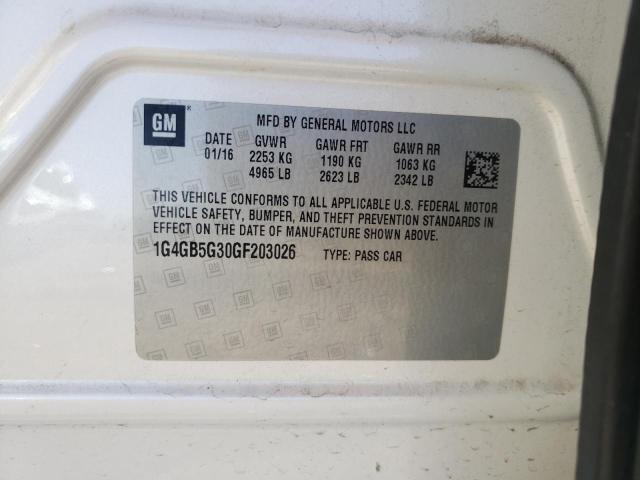 GM ®
MFD BY GENERAL MOTORS LLC
DATE GVWR GAWR FRT GAWR RR
01/16 2253 KG 1190 KG 1063 KG
4965 LB 2623 LB 2342 LB
THIS VEHICLE CONFORMS TO ALL APPLICABLE U.S. FEDERAL MOTOR
VEHICLE SAFETY, BUMPER, AND THEFT PREVENTION STANDARDS IN
EFFECT ON THE DATE OF MANUFACTURE SHOWN ABOVE.
1G4GB5G30GF203026 TYPE: PASS CAR